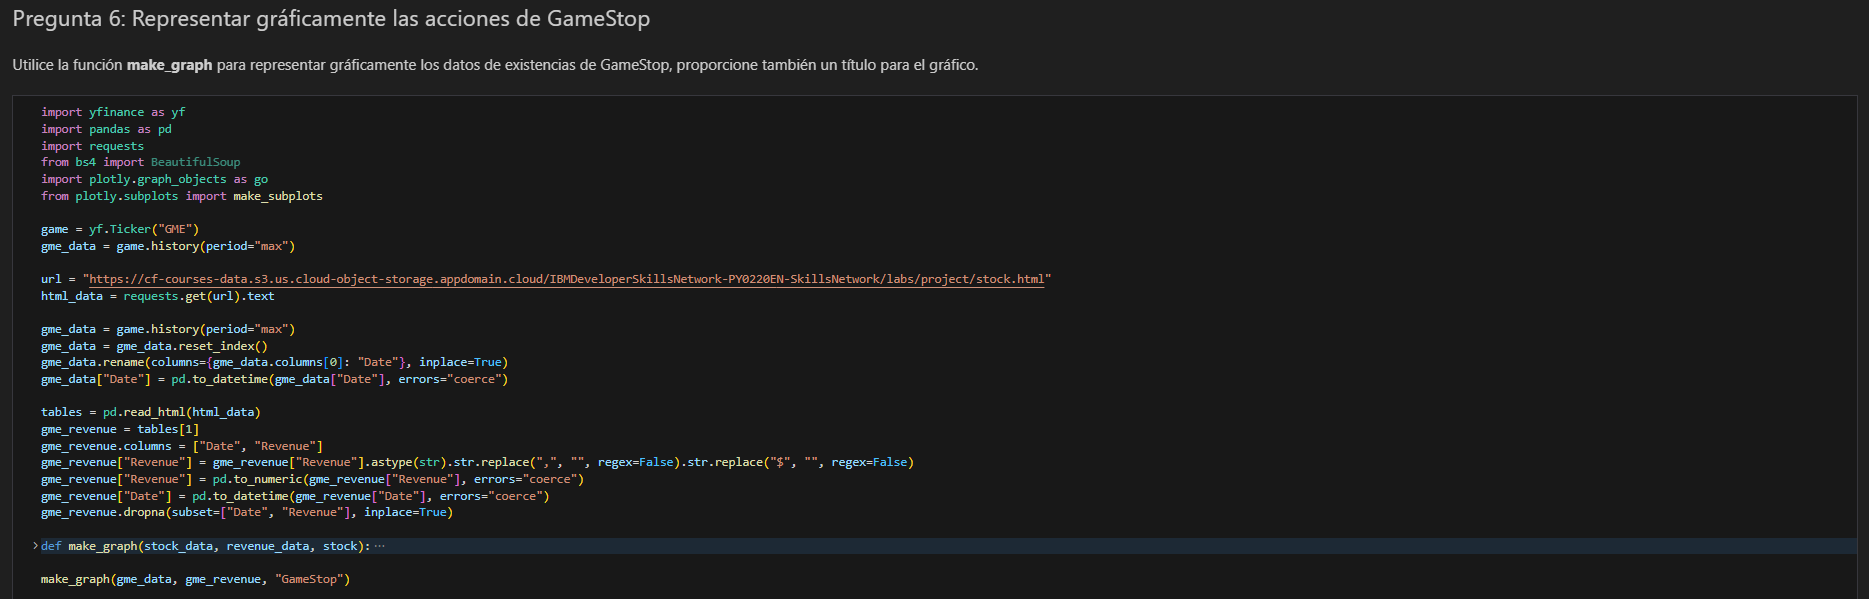 Pregunta 6: Representar gráficamente las acciones de GameStop
Utilice la función make_graph para representar gráficamente los datos de existencias de GameStop, proporcione también un título para el gráfico.
import yfinance as yf
import pandas as pd
import requests
from bs4 import BeautifulSoup
import plotly.graph_objects as go
from plotly.subplots import make_subplots
game = yf.Ticker("GME")
gme_data = game.history(period="max")
url = "https://cf-courses-data.s3.us.cloud-object-storage.appdomain.cloud/IBMDeveloperSkillsNetwork-PY0220EN-SkillsNetwork/labs/project/stock.html"
html_data = requests.get(url).text
gme_data = game.history(period="max")
gme_data = gme_data.reset_index()
gme_data.rename(columns={gme_data.columns[0]: "Date"}, inplace=True)
gme_data["Date"] = pd.to_datetime(gme_data["Date"], errors="coerce")
tables = pd.read_html(html_data)
gme_revenue = tables[1]
gme_revenue.columns = ["Date", "Revenue"]
gme_revenue["Revenue"] = gme_revenue["Revenue"].astype(str).str.replace(",", "", regex=False).str.replace("$", "", regex=False)
gme_revenue["Revenue"] = pd.to_numeric(gme_revenue["Revenue"], errors="coerce")
gme_revenue["Date"] = pd.to_datetime(gme_revenue["Date"], errors="coerce")
gme_revenue.dropna(subset=["Date", "Revenue"], inplace=True)
def make_graph(stock_data, revenue_data, stock): ···
make_graph(gme_data, gme_revenue, "GameStop")